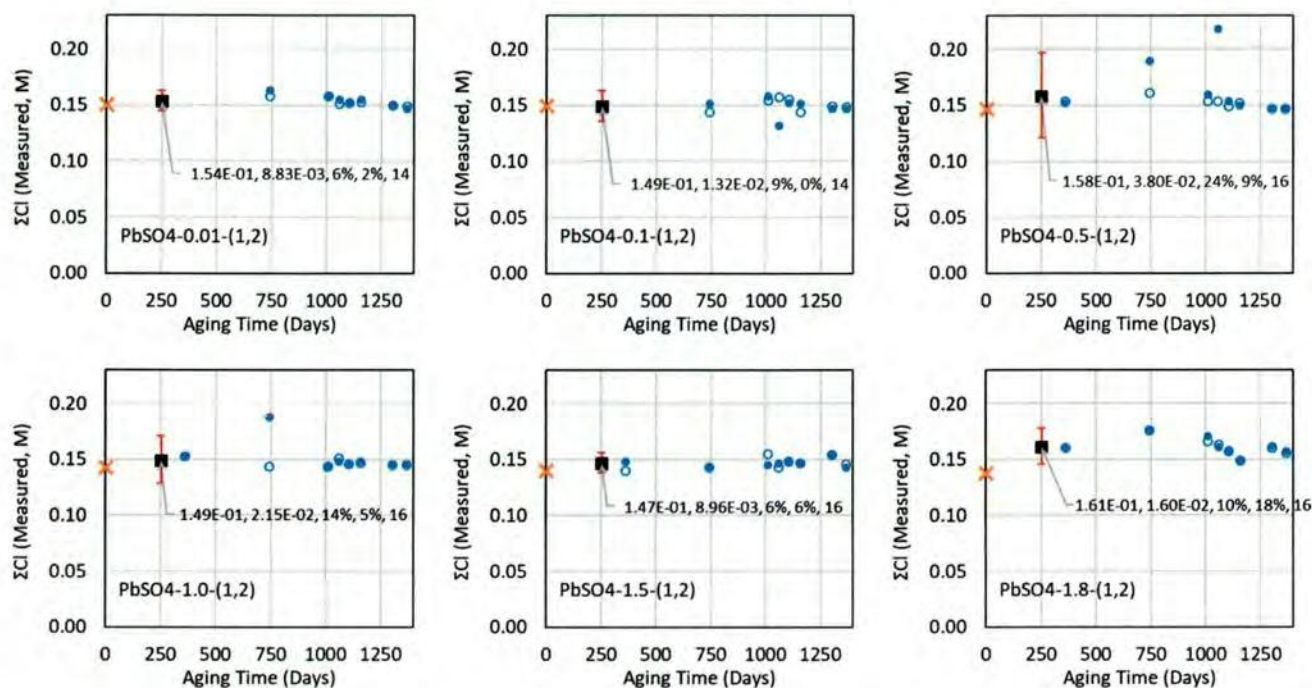 ΣCl (Measured, M)
0.20
0.15
0.10
0.05
0.00
1.54E-01, 8.83E-03, 6%, 2%, 14
PbSO4-0.01-(1,2)
0 250 500 750 1000 1250
Aging Time (Days)
ΣCl (Measured, M)
0.20
0.15
0.10
0.05
0.00
1.49E-01, 1.32E-02, 9%, 0%, 14
PbSO4-0.1-(1,2)
0 250 500 750 1000 1250
Aging Time (Days)
ΣCl (Measured, M)
0.20
0.15
0.10
0.05
0.00
1.58E-01, 3.80E-02, 24%, 9%, 16
PbSO4-0.5-(1,2)
0 250 500 750 1000 1250
Aging Time (Days)
ΣCl (Measured, M)
0.20
0.15
0.10
0.05
0.00
1.49E-01, 2.15E-02, 14%, 5%, 16
PbSO4-1.0-(1,2)
0 250 500 750 1000 1250
Aging Time (Days)
ΣCl (Measured, M)
0.20
0.15
0.10
0.05
0.00
1.47E-01, 8.96E-03, 6%, 6%, 16
PbSO4-1.5-(1,2)
0 250 500 750 1000 1250
Aging Time (Days)
ΣCl (Measured, M)
0.20
0.15
0.10
0.05
0.00
1.61E-01, 1.60E-02, 10%, 18%, 16
PbSO4-1.8-(1,2)
0 250 500 750 1000 1250
Aging Time (Days)